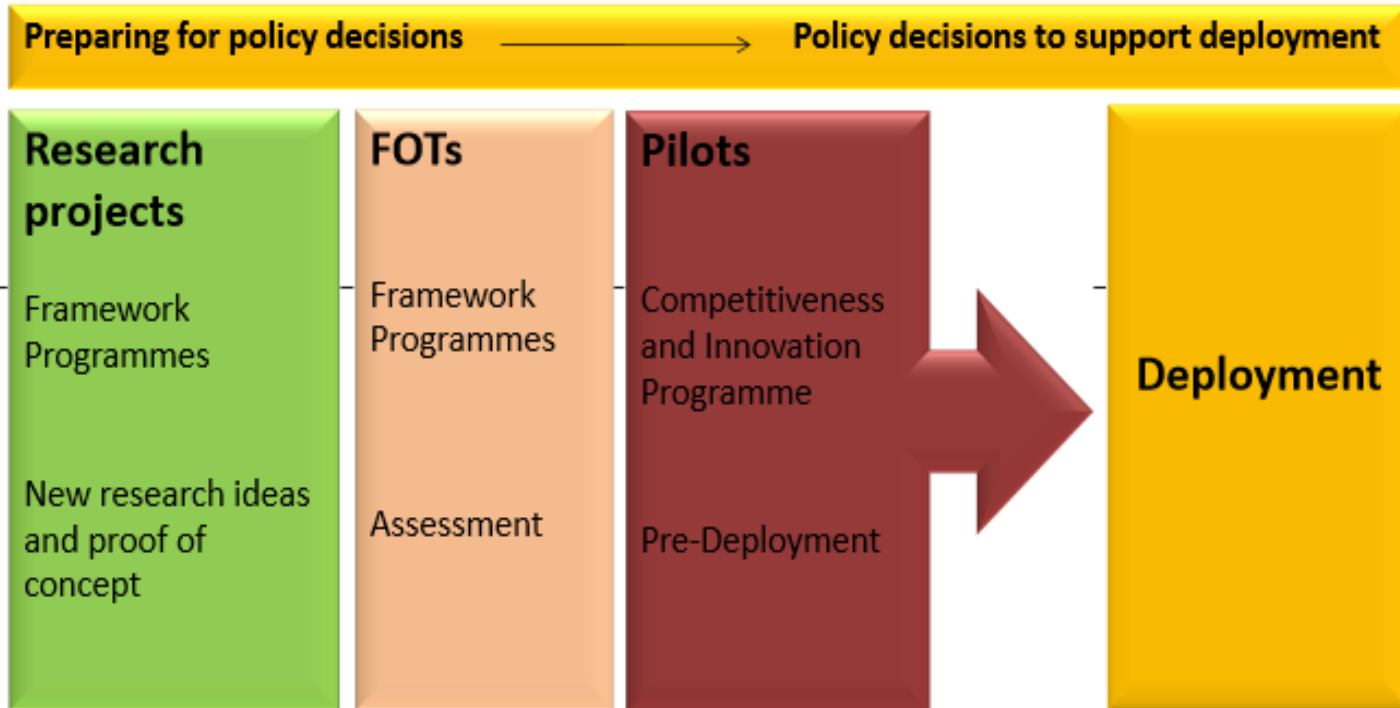 Preparing for policy decisions
Policy decisions to support deployment
Research
projects
Framework
Programmes
New research ideas
and proof of
concept
FOTs
Framework
Programmes
Assessment
Pilots
Competitiveness
and Innovation
Programme
Pre-Deployment
Deployment